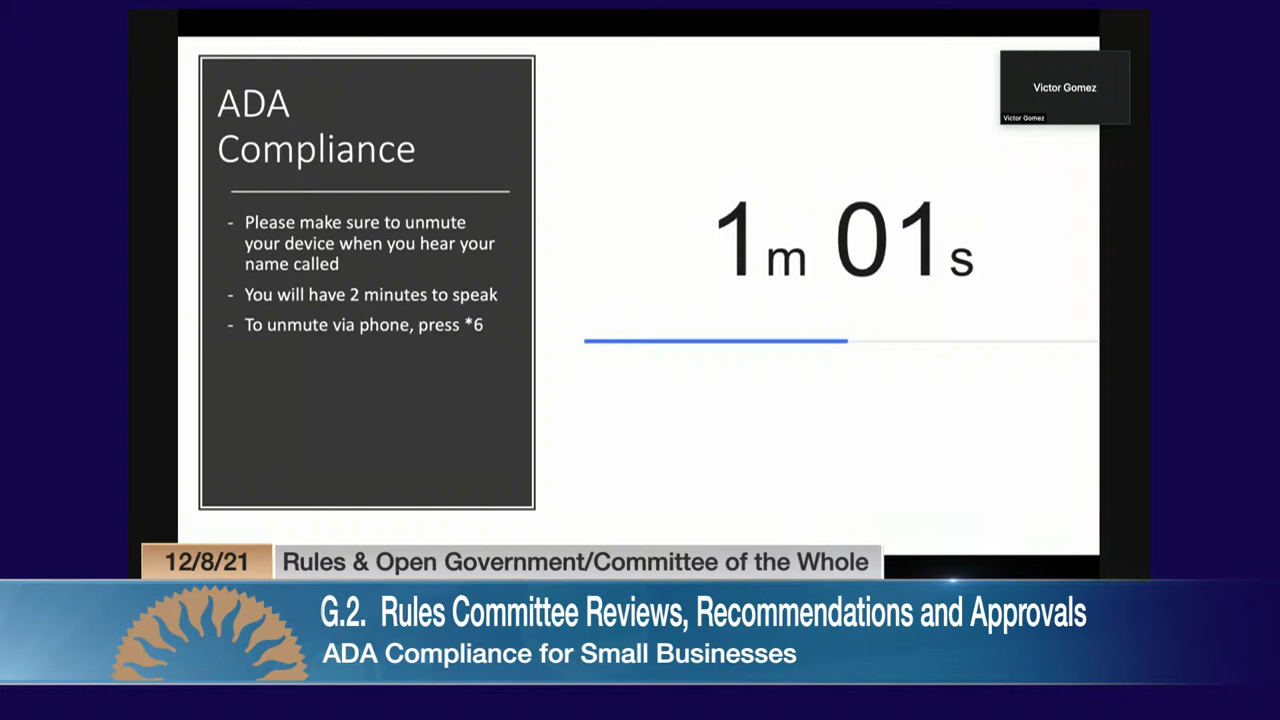 ADA
Compliance
- Please make sure to unmute
your device when you hear your
name called
- You will have 2 minutes to speak
- To unmute via phone, press *6
Victor Gomez
Victor Gomez
1m 01s
12/8/21
Rules & Open Government/Committee of the Whole
G.2. Rules Committee Reviews, Recommendations and Approvals
ADA Compliance for Small Businesses